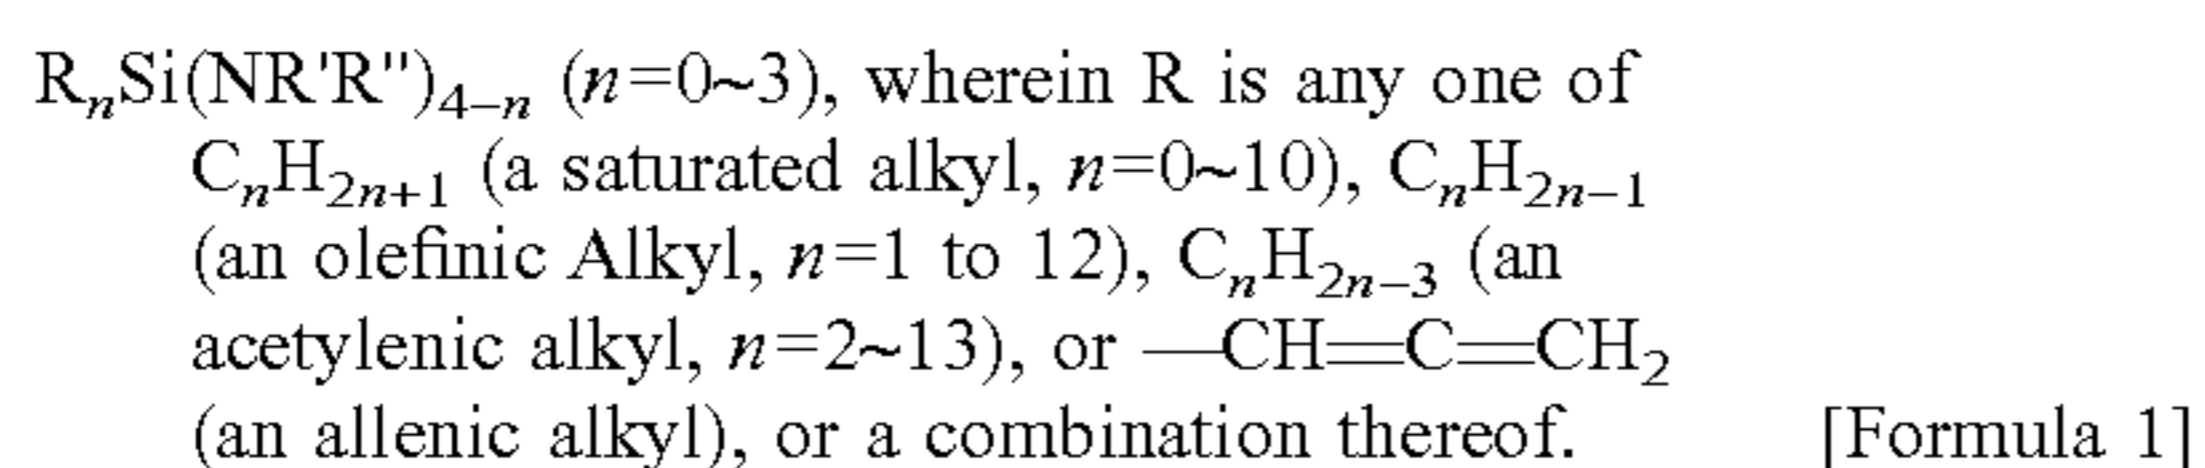 RₙSi(NR'R")₄₋ₙ (n=0~3), wherein R is any one of
CₙH₂ₙ₊₁ (a saturated alkyl, n=0~10), CₙH₂ₙ₋₁
(an olefinic Alkyl, n=1 to 12), CₙH₂ₙ₋₃ (an
acetylenic alkyl, n=2~13), or —CH=C=CH₂
(an allenic alkyl), or a combination thereof. [Formula 1]